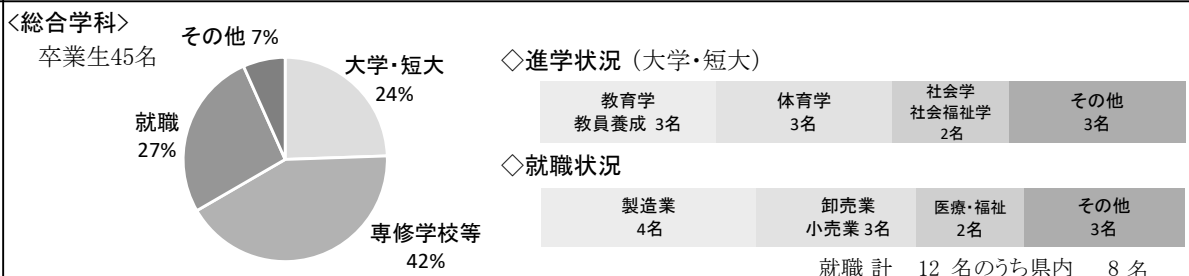 <総合学科>
卒業生45名
その他 7%
大学・短大
24%
就職
27%
専修学校等
42%
◇進学状況（大学・短大）
教育学
教員養成 3名
体育学
3名
社会学
社会福祉学
2名
その他
3名
◇就職状況
製造業
4名
卸売業
小売業 3名
医療・福祉
2名
その他
3名
就職 計 12 名のうち県内 8 名